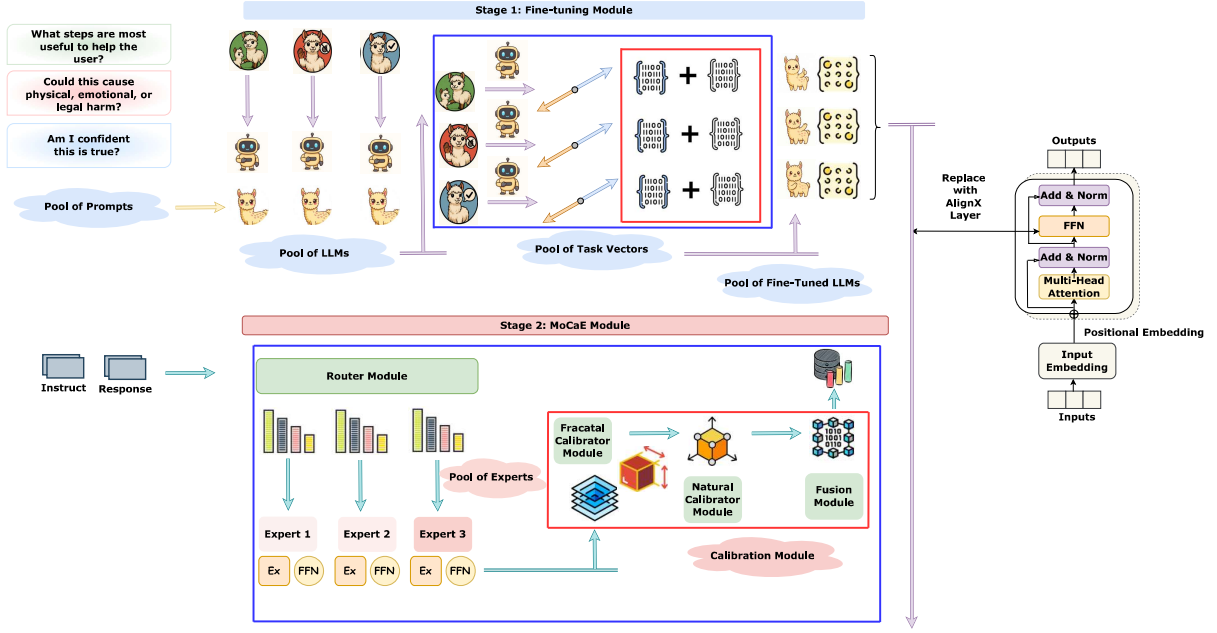 Stage 1: Fine-tuning Module
What steps are most
useful to help the
user?
Could this cause
physical, emotional, or
legal harm?
Am I confident
this is true?
Pool of Prompts
Pool of LLMs
Pool of Task Vectors
Pool of Fine-Tuned LLMs
Replace
with
AlignX
Layer
Outputs
Add & Norm
FFN
Add & Norm
Multi-Head
Attention
Positional Embedding
Input
Embedding
Inputs
Stage 2: MoCaE Module
Instruct
Response
Router Module
Pool of Experts
Expert 1
Expert 2
Expert 3
Ex
FFN
Ex
FFN
Ex
FFN
Fracatal
Calibrator
Module
Natural
Calibrator
Module
1010
1001
0110
Fusion
Module
Calibration Module